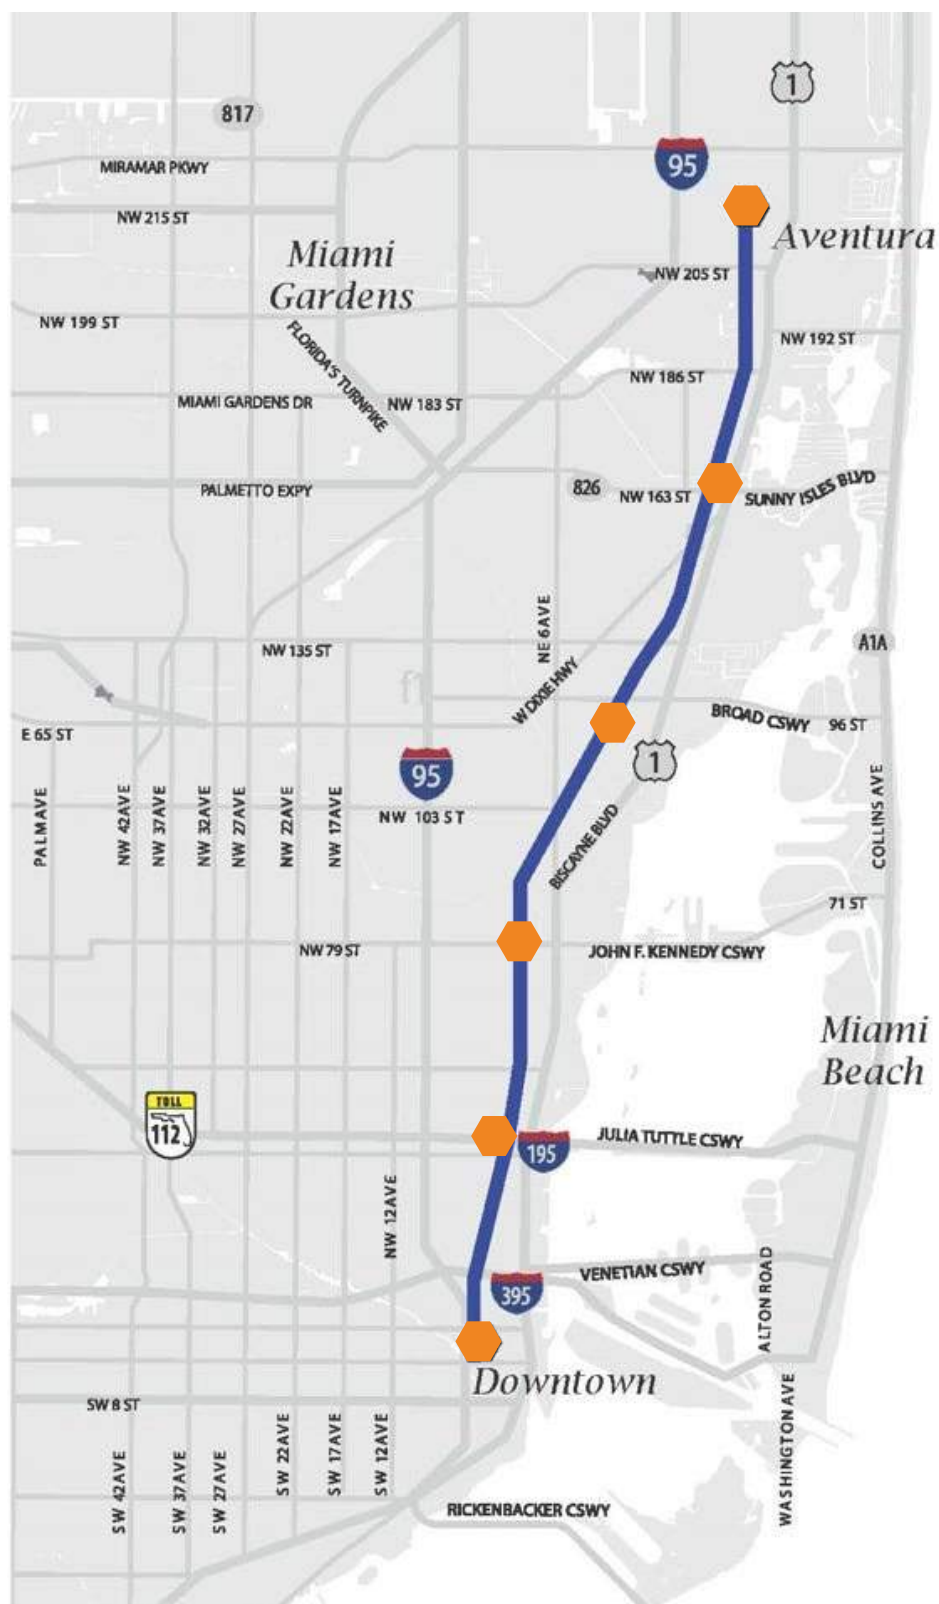 1
817
95
MIRAMAR PKWY
NW 215 ST
Aventura
Miami
Gardens
NW 205 ST
NW 199 ST
NW 192 ST
FLORIDA'S TURNPIKE
NW 186 ST
MIAMI GARDENS DR
NW 183 ST
PALMETTO EXPY
826
NW 163 ST
SUNNY ISLES BLVD
NE 6 AVE
NW 135 ST
A1A
W DIXIE HWY
BROAD CSWY
96 ST
E 65 ST
1
95
NW 103 ST
PALM AVE
NW 42 AVE
NW 37 AVE
NW 32 AVE
NW 27 AVE
NW 22 AVE
NW 17 AVE
BISCAYNE BLVD
COLLINS AVE
71 ST
NW 79 ST
JOHN F. KENNEDY CSWY
Miami
Beach
TOLL
112
195
JULIA TUTTLE CSWY
NW 12 AVE
VENETIAN CSWY
395
ALTON ROAD
Downtown
SW 8 ST
WASHINGTON AVE
SW 42 AVE
SW 37 AVE
SW 27 AVE
SW 22 AVE
SW 17 AVE
SW 12 AVE
RICKENBACKER CSWY